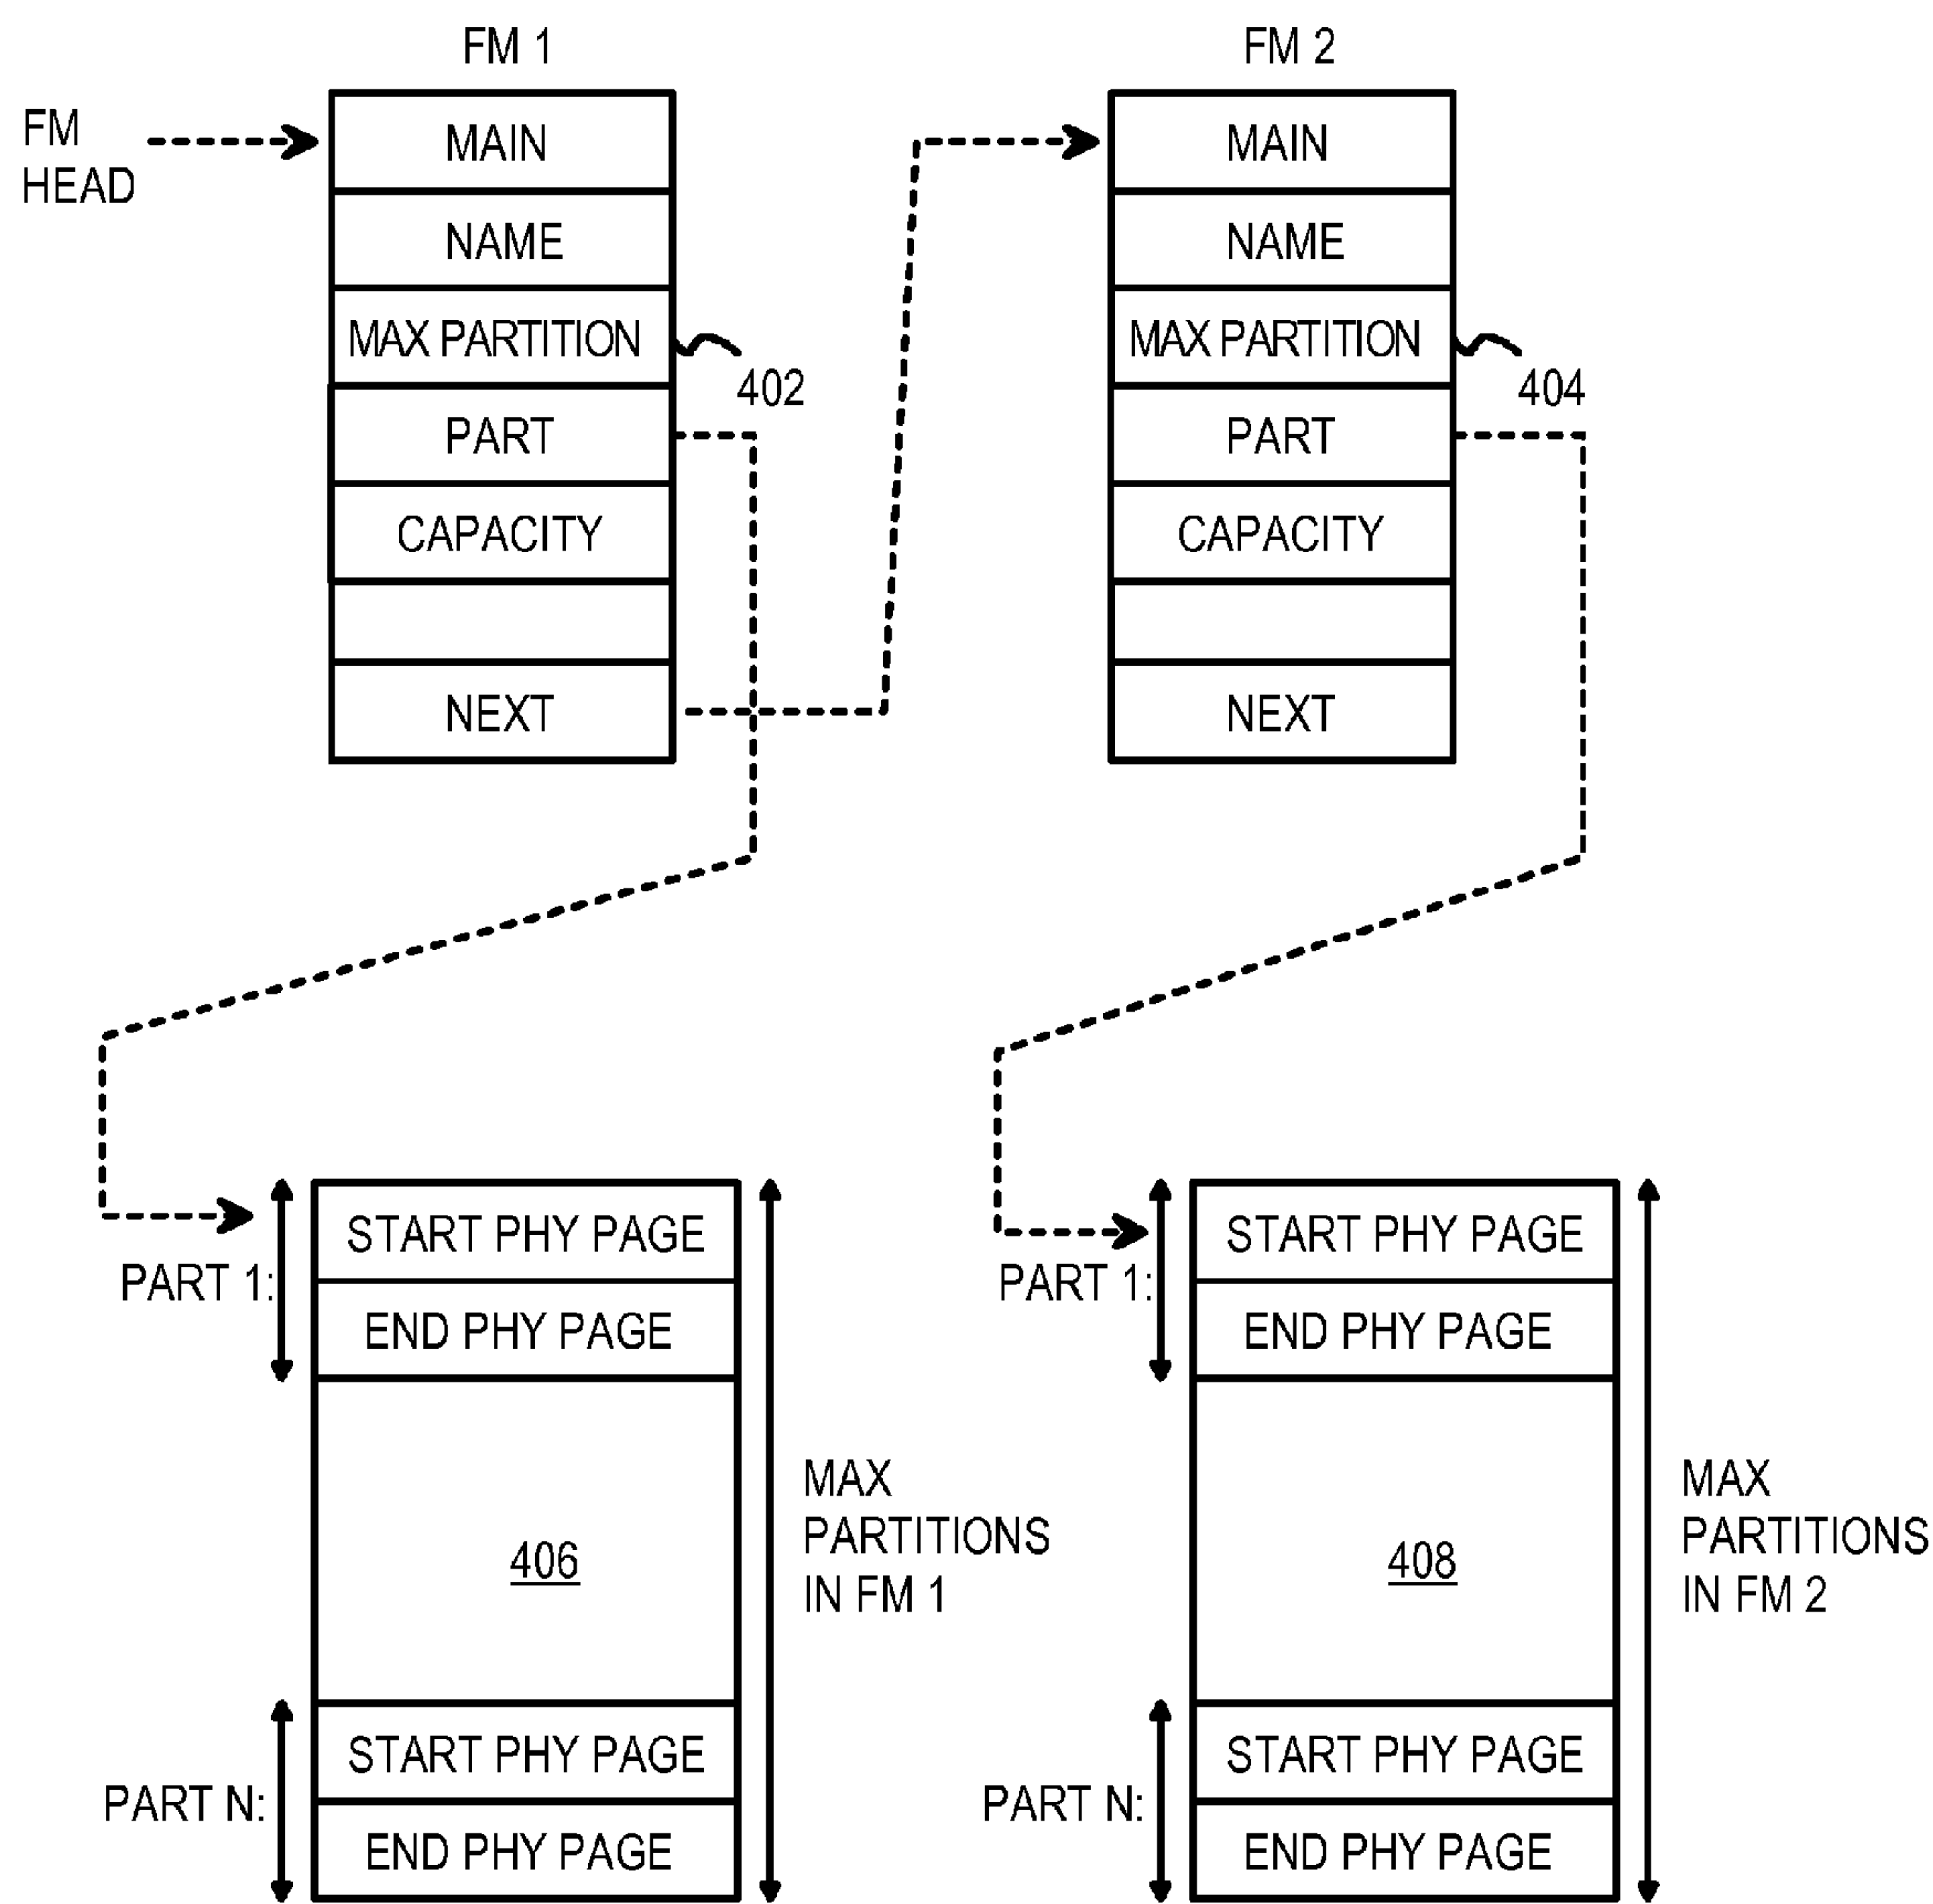 FM 1
FM 2
FM
HEAD
MAIN
NAME
MAX PARTITION
402
PART
CAPACITY
NEXT
MAIN
NAME
MAX PARTITION
404
PART
CAPACITY
NEXT
PART 1:
START PHY PAGE
END PHY PAGE
406
MAX
PARTITIONS
IN FM 1
PART N:
START PHY PAGE
END PHY PAGE
PART 1:
START PHY PAGE
END PHY PAGE
408
MAX
PARTITIONS
IN FM 2
PART N:
START PHY PAGE
END PHY PAGE